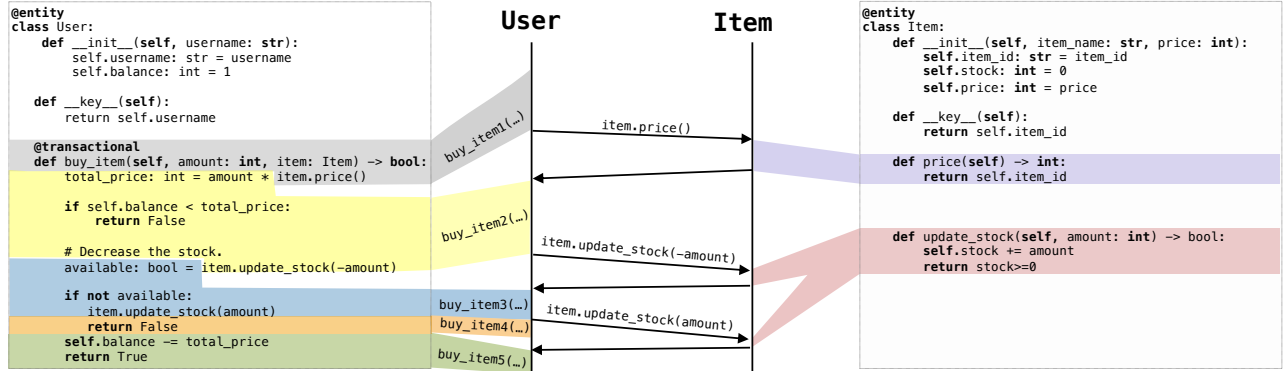 @entity
class User:
def __init__(self, username: str):
self.username: str = username
self.balance: int = 1
def __key__(self):
return self.username
@transactional
def buy_item(self, amount: int, item: Item) -> bool:
total_price: int = amount * item.price()
if self.balance < total_price:
return False
# Decrease the stock.
available: bool = item.update_stock(-amount)
if not available:
item.update_stock(amount)
return False
self.balance -= total_price
return True
User
Item
buy_item1(…)
item.price()
buy_item2(…)
item.update_stock(-amount)
buy_item3(…)
item.update_stock(amount)
buy_item4(…)
buy_item5(…)
@entity
class Item:
def __init__(self, item_name: str, price: int):
self.item_id: str = item_id
self.stock: int = 0
self.price: int = price
def __key__(self):
return self.item_id
def price(self) -> int:
return self.item_id
def update_stock(self, amount: int) -> bool:
self.stock += amount
return stock>=0